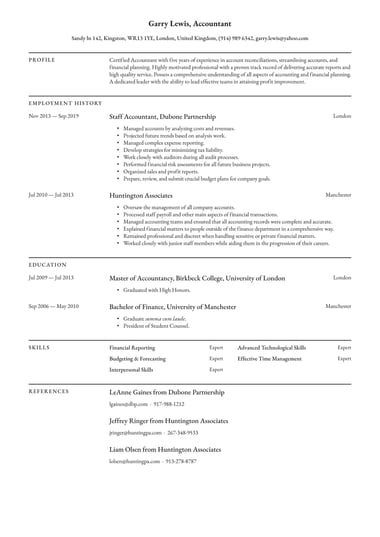 Garry Lewis, Accountant
Sandy ln 142, Kingston, WR13 1YE, London, United Kingdom, (914) 989 6342, garry.lewis@yahoo.com
PROFILE
Certified Accountant with five years of experience in account reconciliations, streamlining accounts, and
financial planning. Highly motivated professional with a proven track record of delivering accurate reports and
high quality service. Possess a comprehensive understanding of all aspects of accounting and financial planning.
A dedicated leader with the ability to lead effective teams in attaining profit improvement.
EMPLOYMENT HISTORY
Nov 2013 — Sep 2019
Staff Accountant, Dubone Partnership
London
• Managed accounts by analyzing costs and revenues.
• Projected future trends based on analysis work.
• Managed complex expense reporting.
• Develop strategies for minimizing tax liability.
• Work closely with auditors during all audit processes.
• Performed financial risk assessments for all future business projects.
• Organized sales and profit reports.
• Prepare, review, and submit crucial budget plans for company goals.
Jul 2010 — Jul 2013
Huntington Associates
Manchester
• Oversaw the management of all company accounts.
• Processed staff payroll and other main aspects of financial transactions.
• Managed accounting teams and ensured that all accounting records were complete and accurate.
• Explained financial matters to people outside of the finance department in a comprehensive way.
• Remained professional and discreet when handling sensitive or private financial matters.
• Worked closely with junior staff members while aiding them in the progression of their careers.
EDUCATION
Jul 2009 — Jul 2013
Master of Accountancy, Birkbeck College, University of London
London
• Graduated with High Honors.
Sep 2006 — May 2010
Bachelor of Finance, University of Manchester
Manchester
• Graduate summa cum laude.
• President of Student Counsel.
SKILLS
Financial Reporting Expert
Advanced Technological Skills Expert
Budgeting & Forecasting Expert
Effective Time Management Expert
Interpersonal Skills Expert
REFERENCES
LeAnne Gaines from Dubone Partnership
lgaines@dbp.com · 917-988-1212
Jeffrey Ringer from Huntington Associates
jringer@huntingpa.com · 267-348-9533
Liam Olsen from Huntington Associates
lolsen@huntingpa.com · 913-278-8787